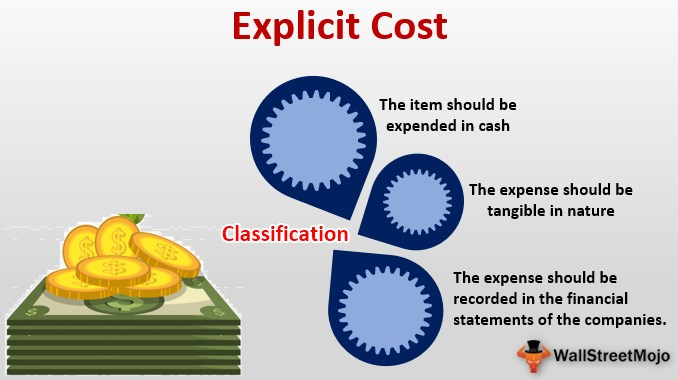 Explicit Cost
The item should be
expended in cash
The expense should be
tangible in nature
Classification
The expense should be
recorded in the financial
statements of the companies.
WallStreetMojo